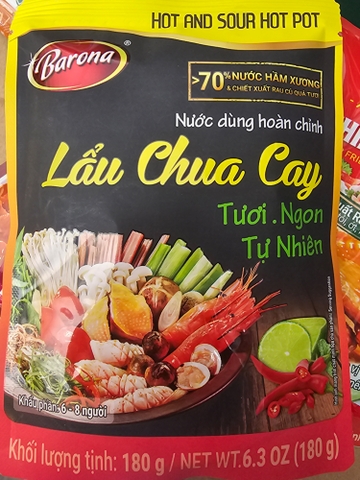 HOT AND SOUR HOT POT
Barona
>70% NƯỚC HẦM XƯƠNG
& CHIẾT XUẤT RAU CỦ QUẢ TƯƠI
Nước dùng hoàn chỉnh
Lẩu Chua Cay
Tươi.Ngon
Tự Nhiên
Khẩu phần: 6 - 8 người
Khối lượng tịnh: 180 g / NET WT.6.3 OZ (180 g)